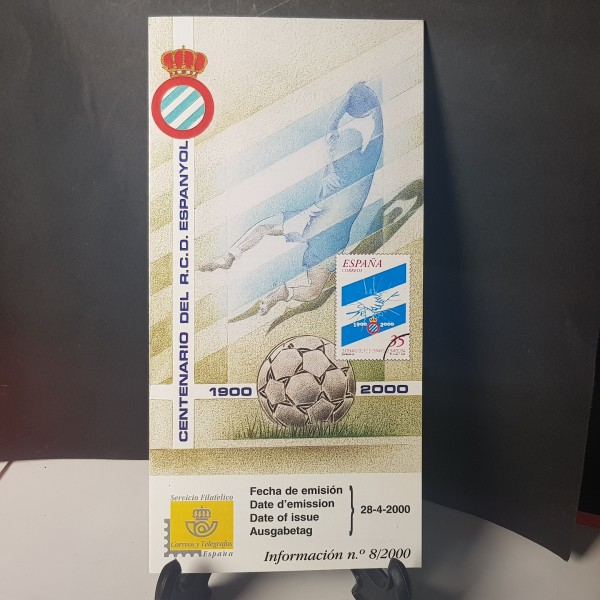 CENTENARIO DEL R.C.D. ESPANYOL
ESPAÑA
CORREOS
1900 2000
35
1900 2000
Servicio Filatélico
Correos y Telégrafos
España
Fecha de emisión
Date d'emission
Date of issue
Ausgabetag
28-4-2000
Información n.º 8/2000